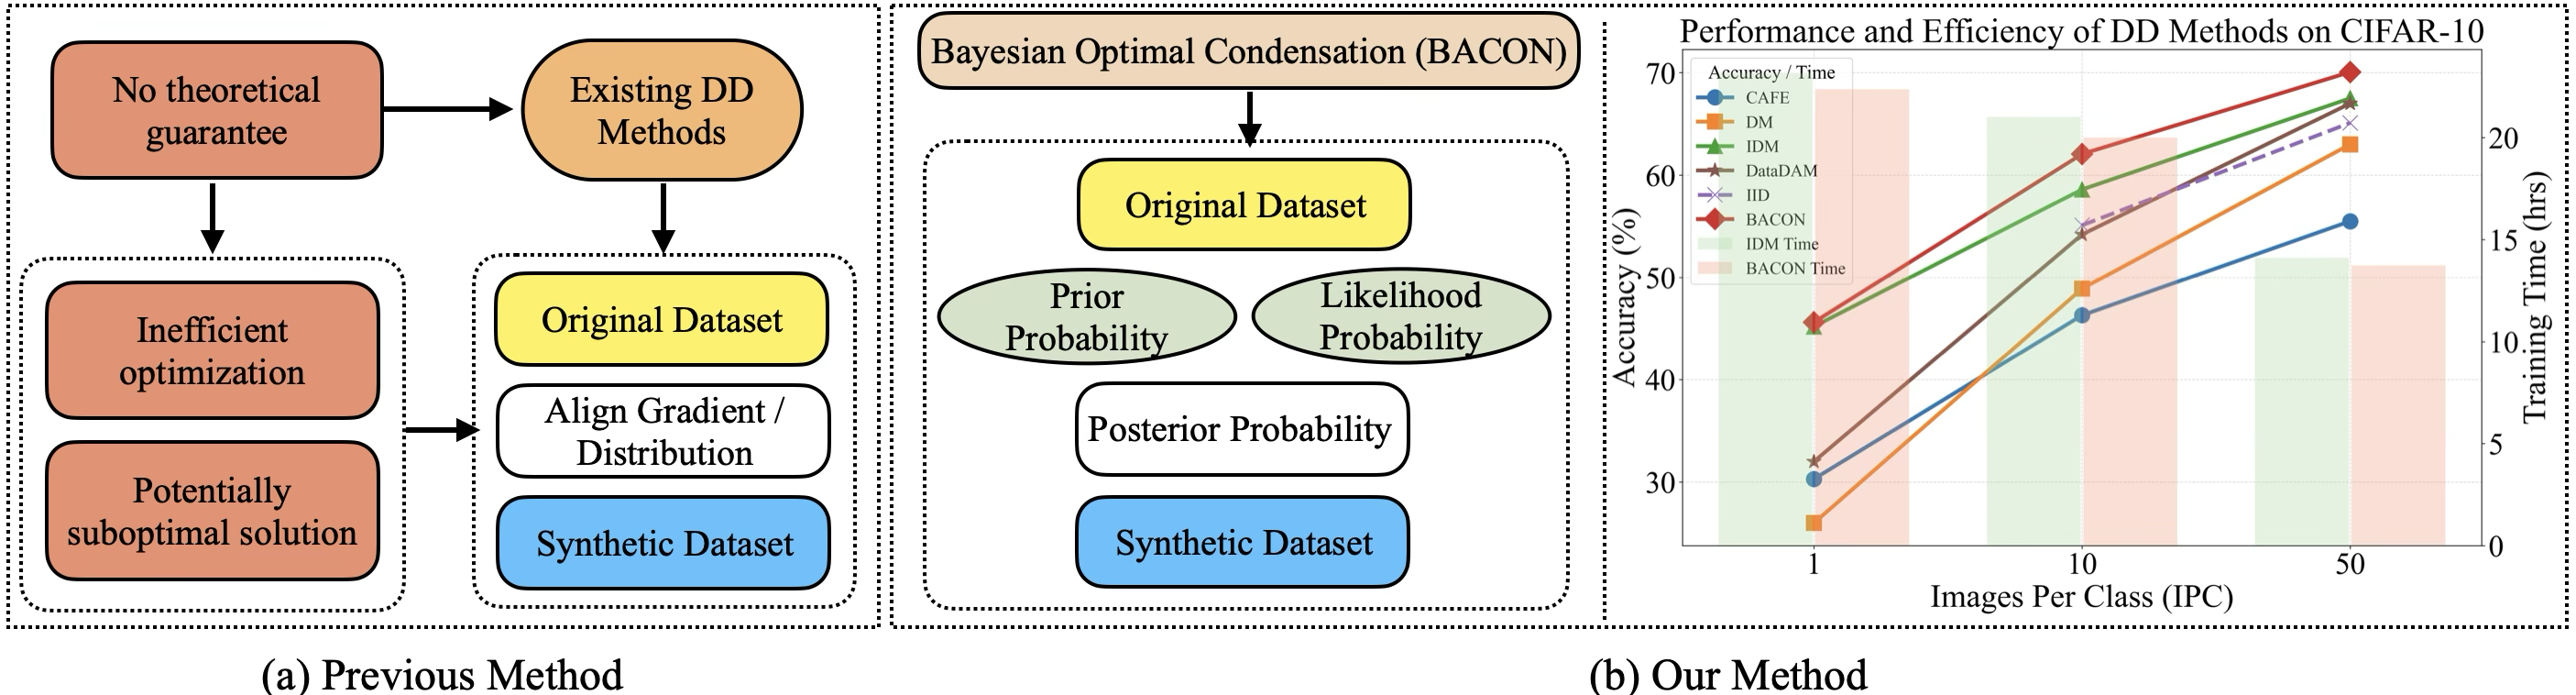 No theoretical
guarantee
Existing DD
Methods
Inefficient
optimization
Potentially
suboptimal solution
Original Dataset
Align Gradient /
Distribution
Synthetic Dataset
(a) Previous Method
Bayesian Optimal Condensation (BACON)
Original Dataset
Prior
Probability
Likelihood
Probability
Posterior Probability
Synthetic Dataset
Performance and Efficiency of DD Methods on CIFAR-10
Accuracy / Time
CAFE
DM
IDM
DataDAM
IID
BACON
IDM Time
BACON Time
Accuracy (%)
70
60
50
40
30
Training Time (hrs)
20
15
10
5
0
1
10
50
Images Per Class (IPC)
(b) Our Method